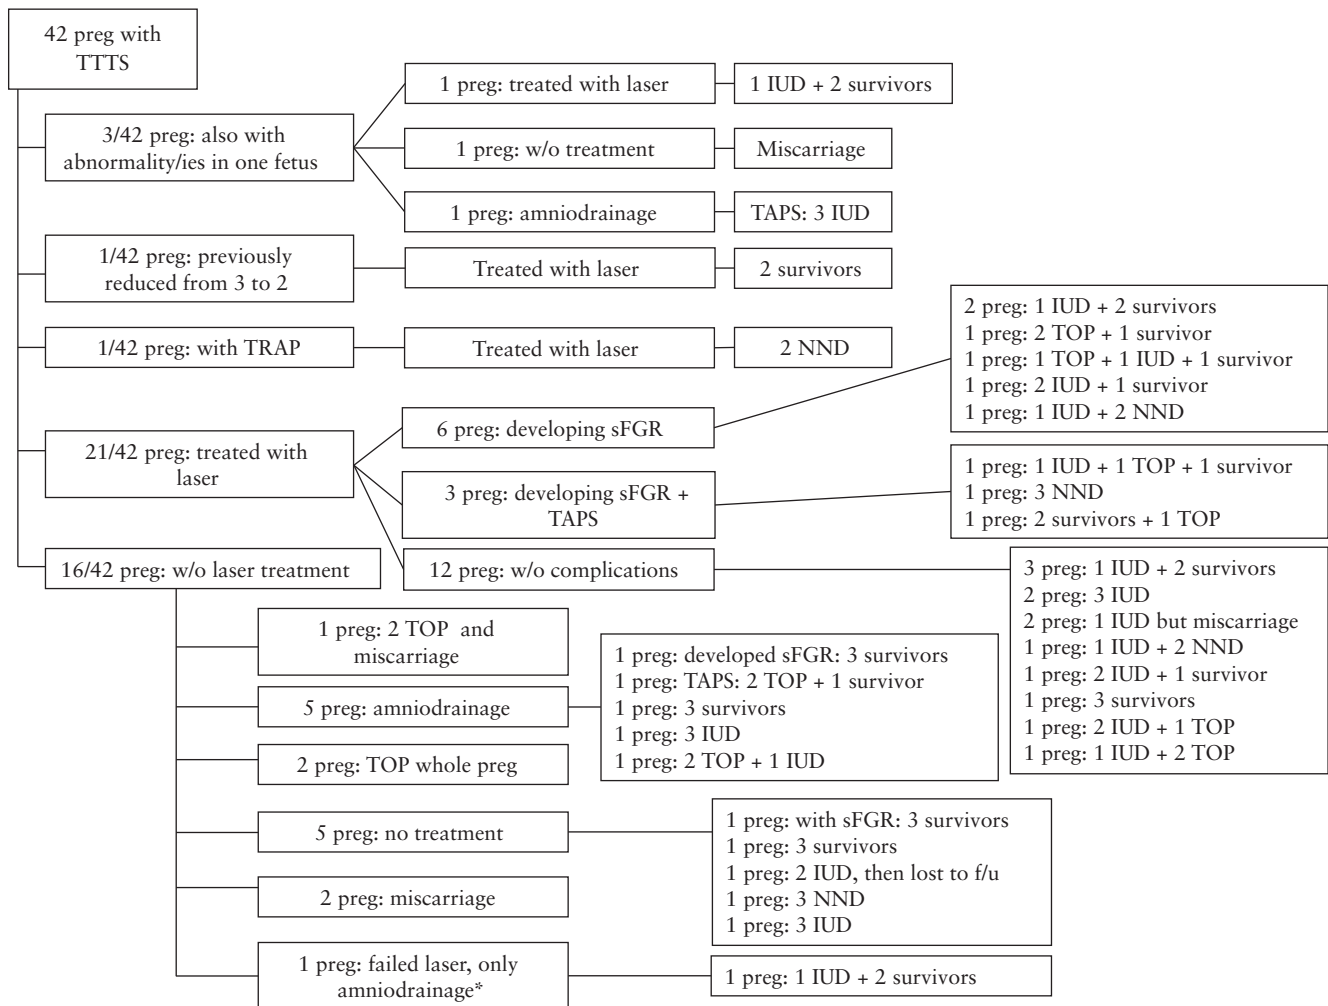 42 preg with
TTTS
3/42 preg: also with
abnormality/ies in one fetus
1 preg: treated with laser
1 IUD + 2 survivors
1 preg: w/o treatment
Miscarriage
1 preg: amniodrainage
TAPS: 3 IUD
1/42 preg: previously
reduced from 3 to 2
Treated with laser
2 survivors
1/42 preg: with TRAP
Treated with laser
2 NND
21/42 preg: treated with
laser
6 preg: developing sFGR
2 preg: 1 IUD + 2 survivors
1 preg: 2 TOP + 1 survivor
1 preg: 1 TOP + 1 IUD + 1 survivor
1 preg: 2 IUD + 1 survivor
1 preg: 1 IUD + 2 NND
3 preg: developing sFGR +
TAPS
1 preg: 1 IUD + 1 TOP + 1 survivor
1 preg: 3 NND
1 preg: 2 survivors + 1 TOP
12 preg: w/o complications
3 preg: 1 IUD + 2 survivors
2 preg: 3 IUD
2 preg: 1 IUD but miscarriage
1 preg: 1 IUD + 2 NND
1 preg: 2 IUD + 1 survivor
1 preg: 3 survivors
1 preg: 2 IUD + 1 TOP
1 preg: 1 IUD + 2 TOP
16/42 preg: w/o laser treatment
1 preg: 2 TOP and
miscarriage
5 preg: amniodrainage
1 preg: developed sFGR: 3 survivors
1 preg: TAPS: 2 TOP + 1 survivor
1 preg: 3 survivors
1 preg: 3 IUD
1 preg: 2 TOP + 1 IUD
2 preg: TOP whole preg
5 preg: no treatment
1 preg: with sFGR: 3 survivors
1 preg: 3 survivors
1 preg: 2 IUD, then lost to f/u
1 preg: 3 NND
1 preg: 3 IUD
2 preg: miscarriage
1 preg: failed laser, only
amniodrainage*
1 preg: 1 IUD + 2 survivors